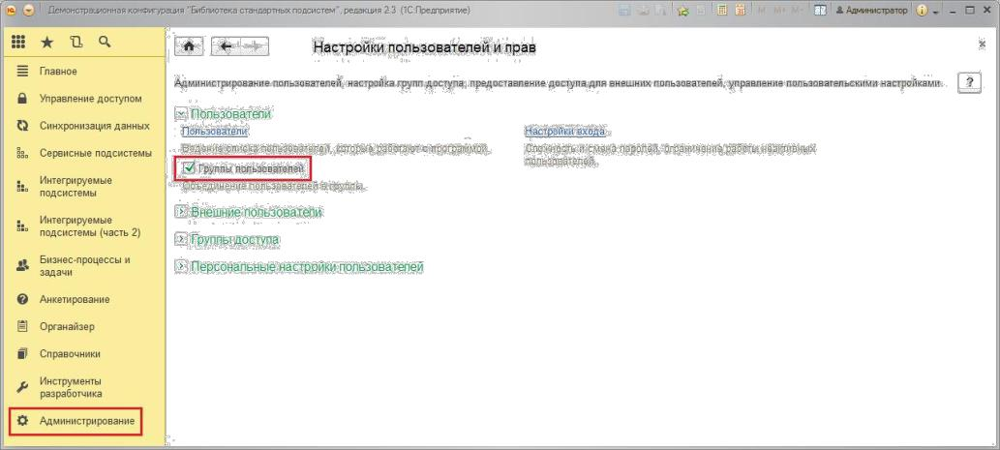 Демонстрационная конфигурация "Библиотека стандартных подсистем", редакция 2.3 (1С:Предприятие)
M M+ M-
Администратор
Главное
Управление доступом
Синхронизация данных
Сервисные подсистемы
Интегрируемые
подсистемы
Интегрируемые
подсистемы (часть 2)
Бизнес-процессы и
задачи
Анкетирование
Органайзер
Справочники
Инструменты
разработчика
Администрирование
Настройки пользователей и прав
Администрирование пользователей, настройка групп доступа, предоставление доступа для внешних пользователей, управление пользовательскими настройками.
?
Пользователи
Пользователи
Ведение списка пользователей, которые работают с программой.
Группы пользователей
Объединение пользователей в группы.
Настройки входа
Сложность и смена паролей, ограничение работы неактивных
пользователей.
Внешние пользователи
Группы доступа
Персональные настройки пользователей